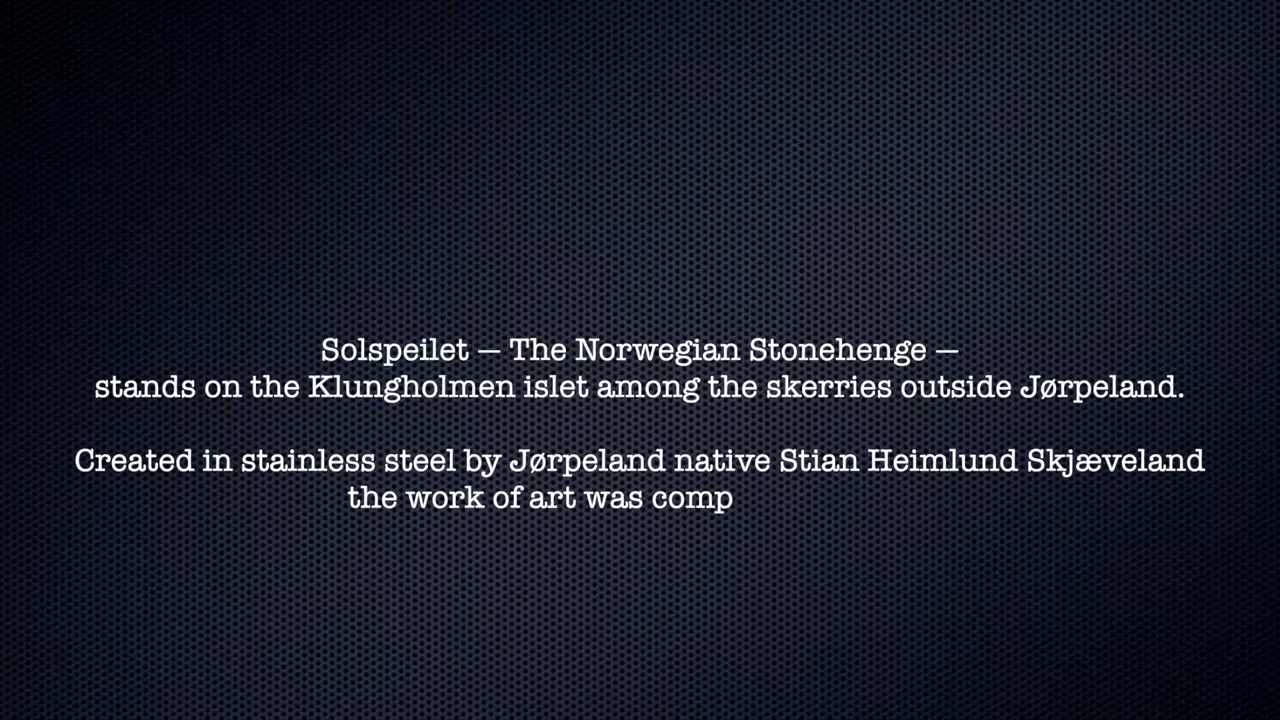 Solspeilet – The Norwegian Stonehenge –
stands on the Klungholmen islet among the skerries outside Jørpeland.
Created in stainless steel by Jørpeland native Stian Heimlund Skjæveland
the work of art was comp